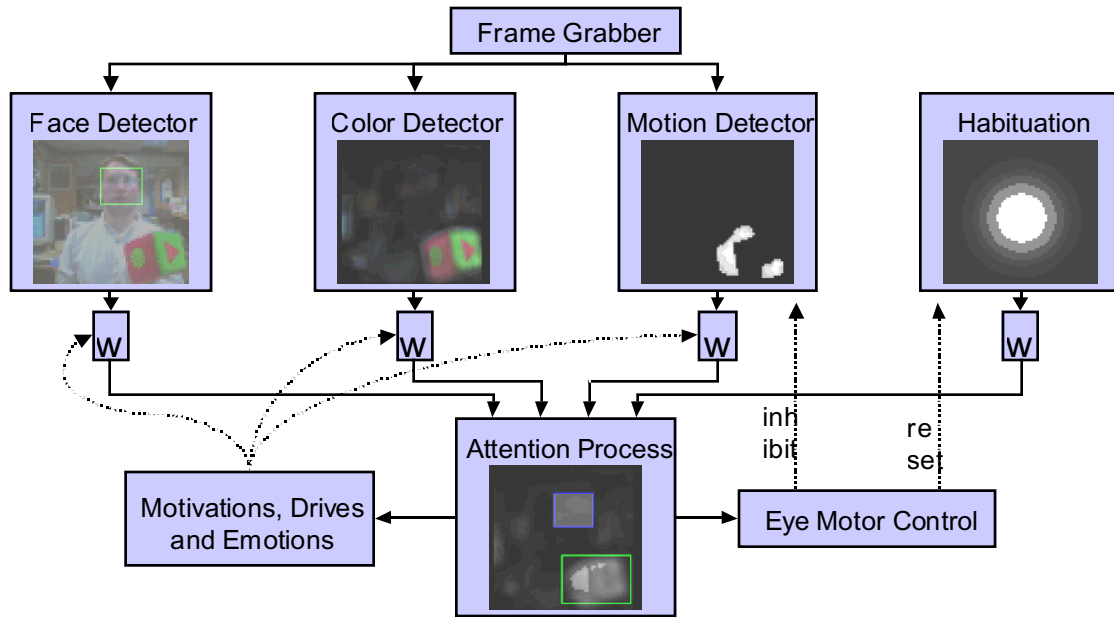 Frame Grabber
Face Detector
Color Detector
Motion Detector
Habituation
W
W
W
W
inh
ibit
re
set
Attention Process
Motivations, Drives
and Emotions
Eye Motor Control